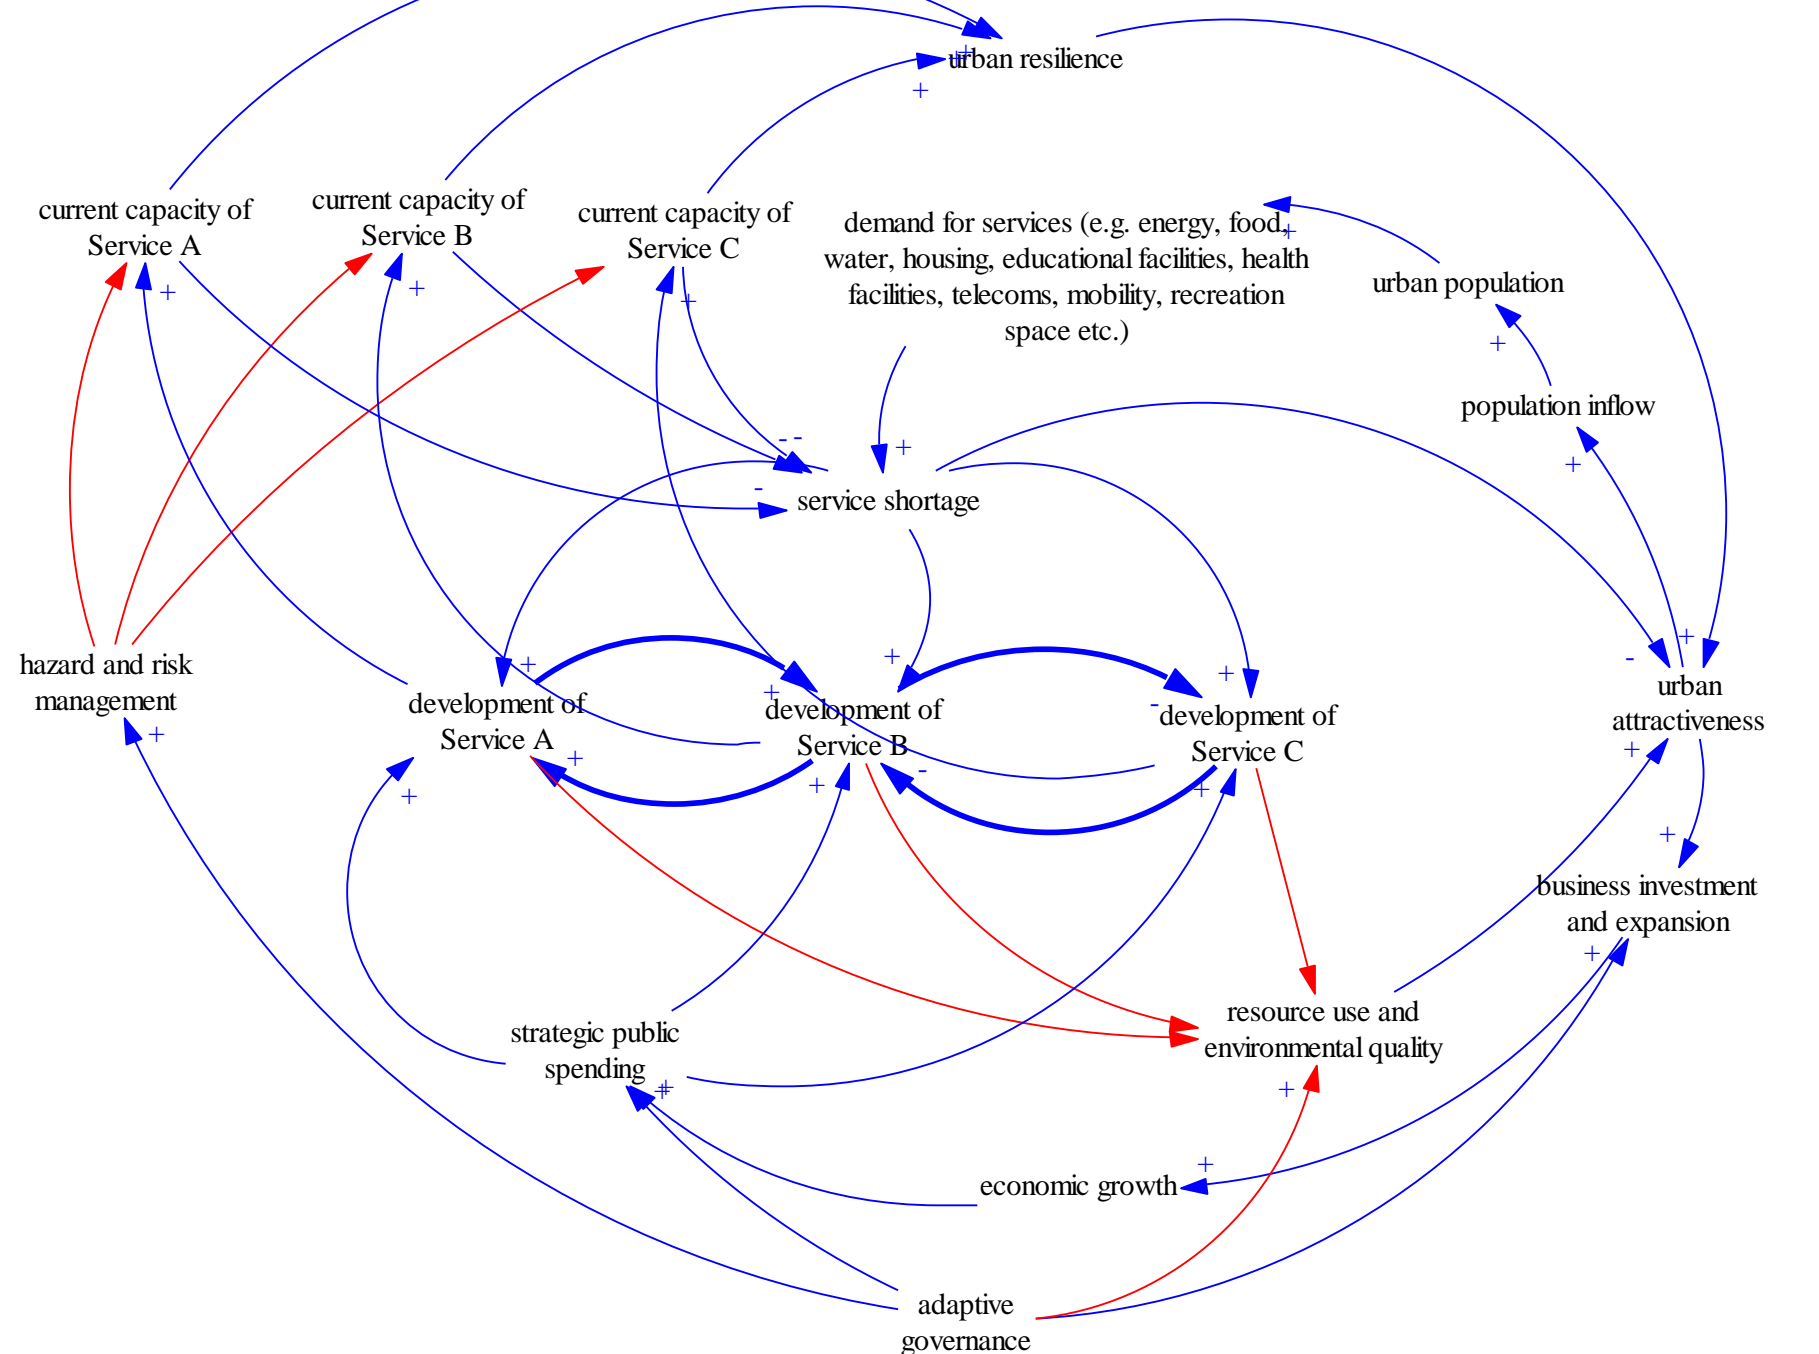 urban resilience
current capacity of
Service A
current capacity of
Service B
current capacity of
Service C
demand for services (e.g. energy, food,
water, housing, educational facilities, health
facilities, telecoms, mobility, recreation
space etc.)
urban population
population inflow
service shortage
hazard and risk
management
development of
Service A
development of
Service B
development of
Service C
urban
attractiveness
business investment
and expansion
resource use and
environmental quality
strategic public
spending
economic growth
adaptive
governance